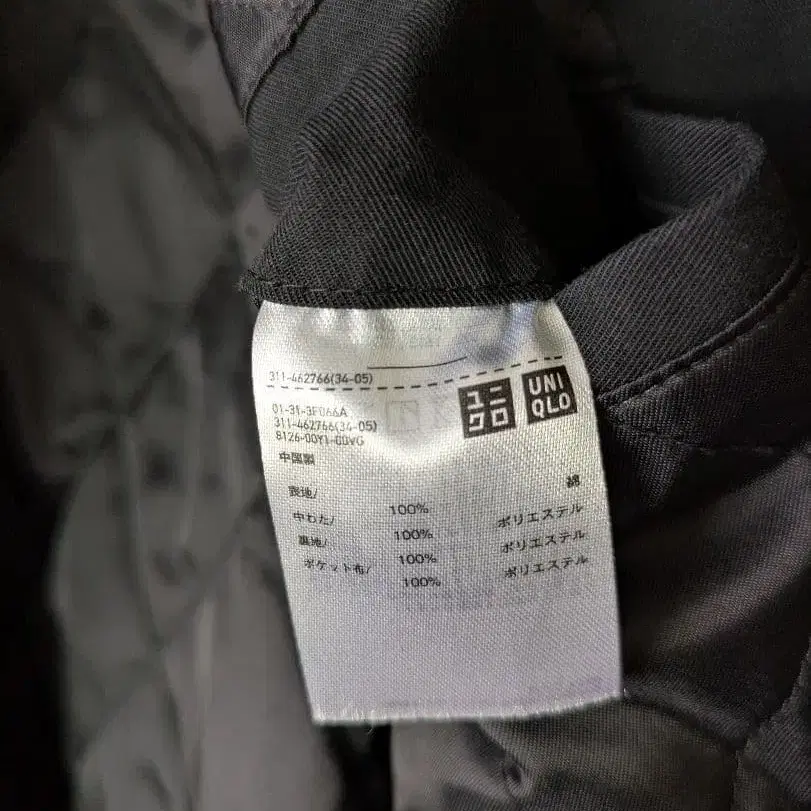 311-462766(34-05)
ユニクロ
UNIQLO
01-31-3F066A
311-462766(34-05)
8126-00Y1-00VG
中国製
表地/ 100% 綿
中わた/ 100% ポリエステル
裏地/ 100% ポリエステル
ポケット布/ 100% ポリエステル